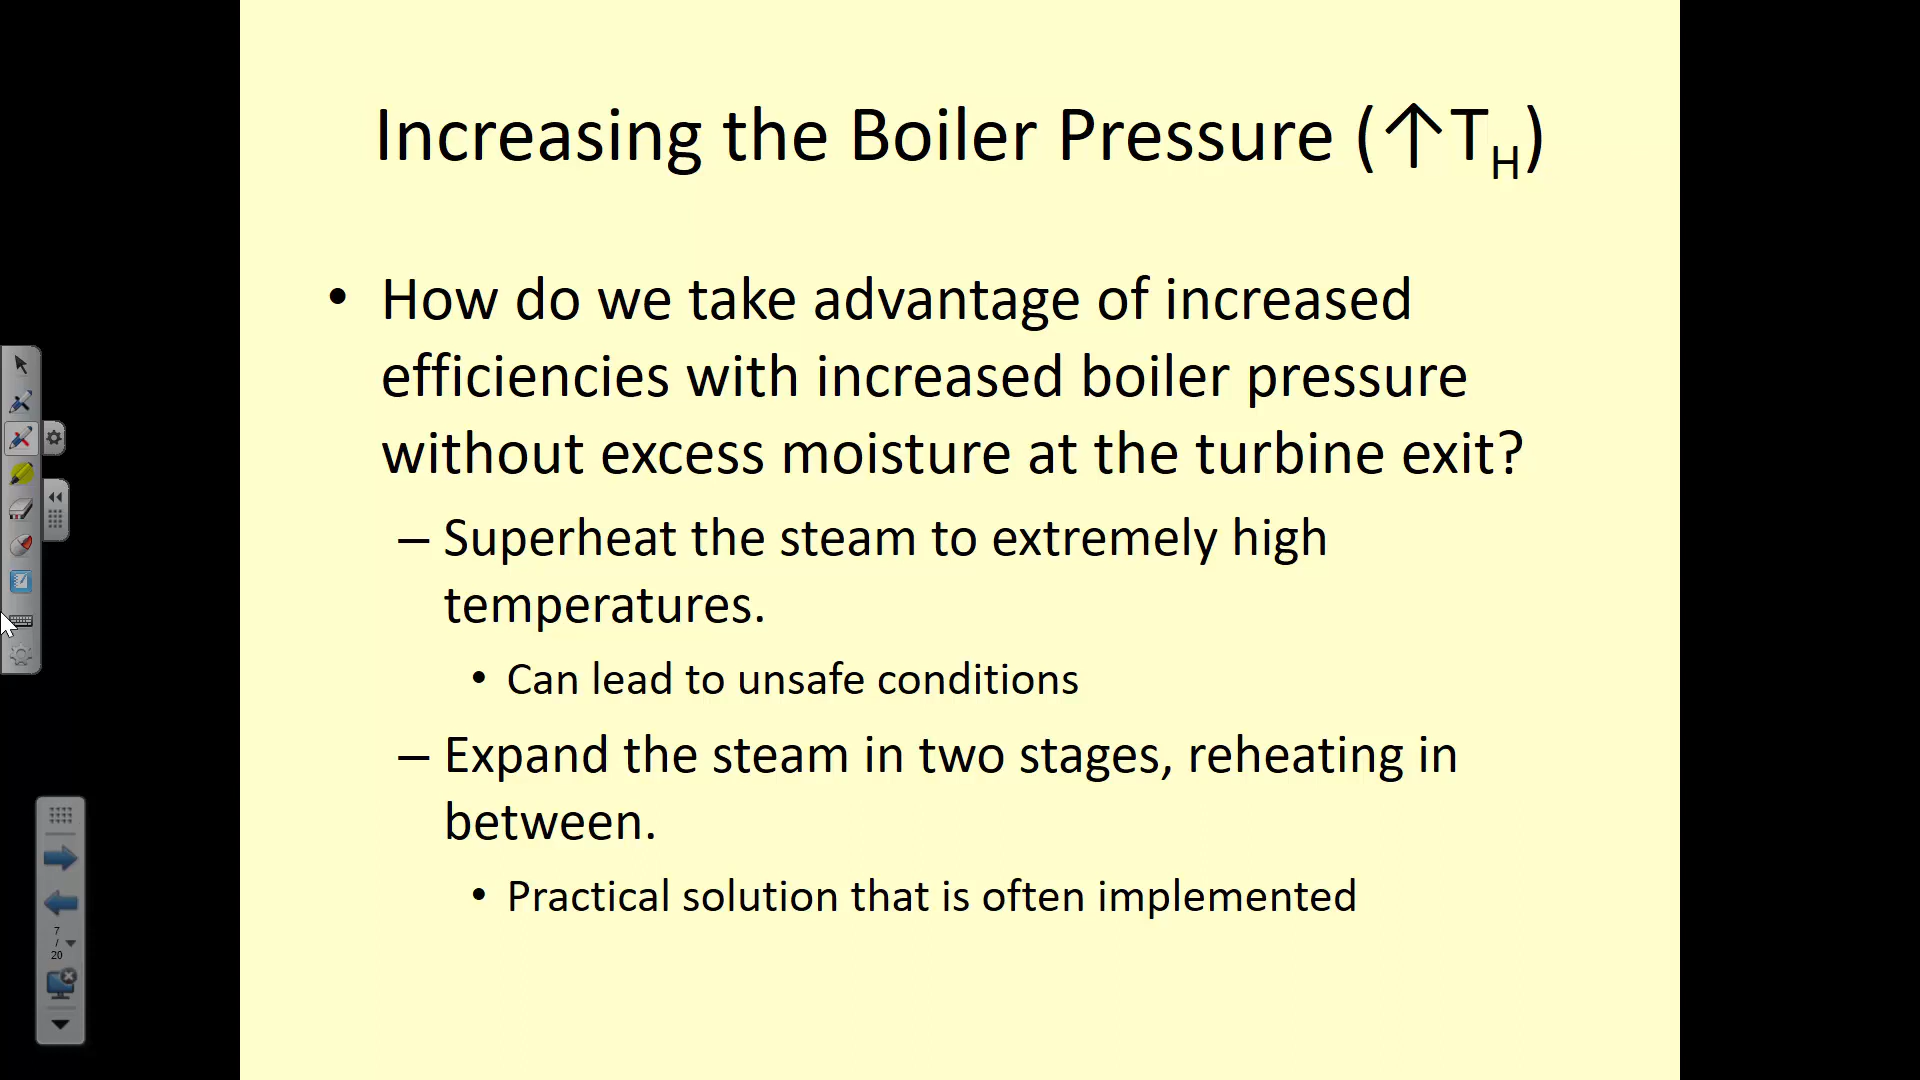 Increasing the Boiler Pressure (↑T_H)
• How do we take advantage of increased
efficiencies with increased boiler pressure
without excess moisture at the turbine exit?
– Superheat the steam to extremely high
temperatures.
• Can lead to unsafe conditions
– Expand the steam in two stages, reheating in
between.
• Practical solution that is often implemented
7
/
20